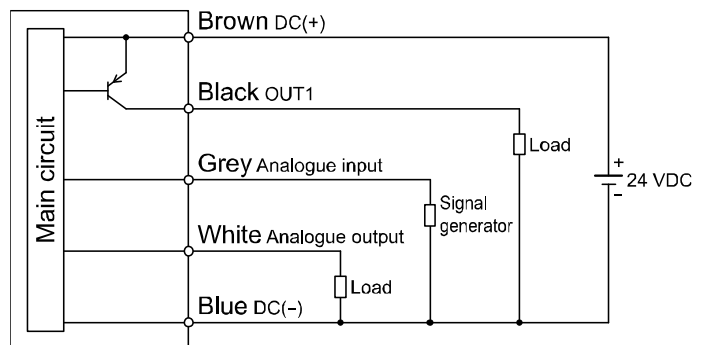 Brown DC(+)
Black OUT1
Load
Main circuit
Grey Analogue input
+
24 VDC
−
Signal
generator
White Analogue output
Load
Blue DC(−)